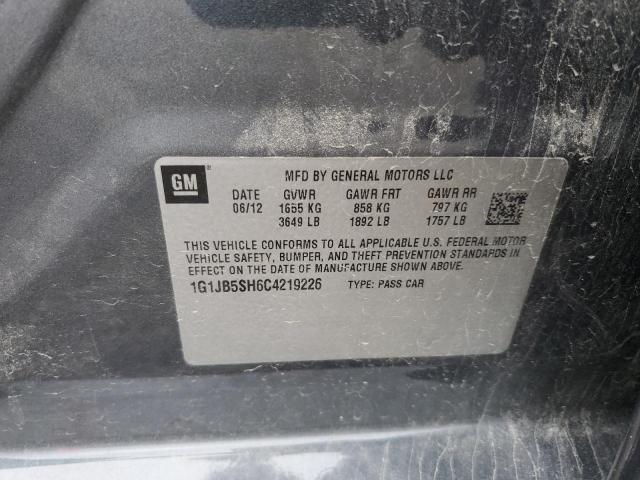 GM ®
MFD BY GENERAL MOTORS LLC
DATE GVWR GAWR FRT GAWR RR
06/12 1655 KG 858 KG 797 KG
3649 LB 1892 LB 1757 LB
THIS VEHICLE CONFORMS TO ALL APPLICABLE U.S. FEDERAL MOTOR
VEHICLE SAFETY, BUMPER, AND THEFT PREVENTION STANDARDS IN
EFFECT ON THE DATE OF MANUFACTURE SHOWN ABOVE.
1G1JB5SH6C4219226 TYPE: PASS CAR